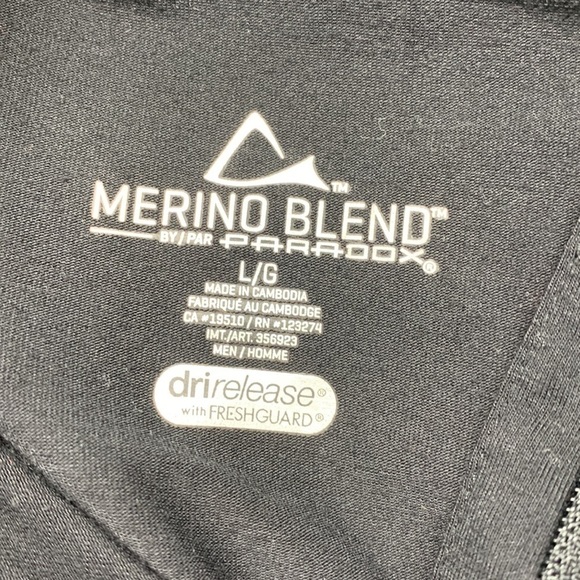 ™
MERINO BLEND™
BY/PAR PARADOX®
L/G
MADE IN CAMBODIA
FABRIQUÉ AU CAMBODGE
CA #19510 / RN #123274
IMT./ART. 356923
MEN / HOMME
drirelease®
with FRESHGUARD®